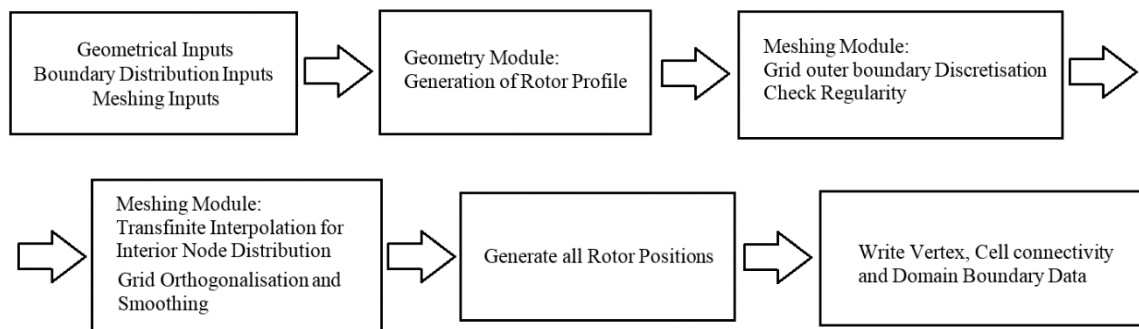 Geometrical Inputs
Boundary Distribution Inputs
Meshing Inputs
Geometry Module:
Generation of Rotor Profile
Meshing Module:
Grid outer boundary Discretisation
Check Regularity
Meshing Module:
Transfinite Interpolation for
Interior Node Distribution
Grid Orthogonalisation and
Smoothing
Generate all Rotor Positions
Write Vertex, Cell connectivity
and Domain Boundary Data